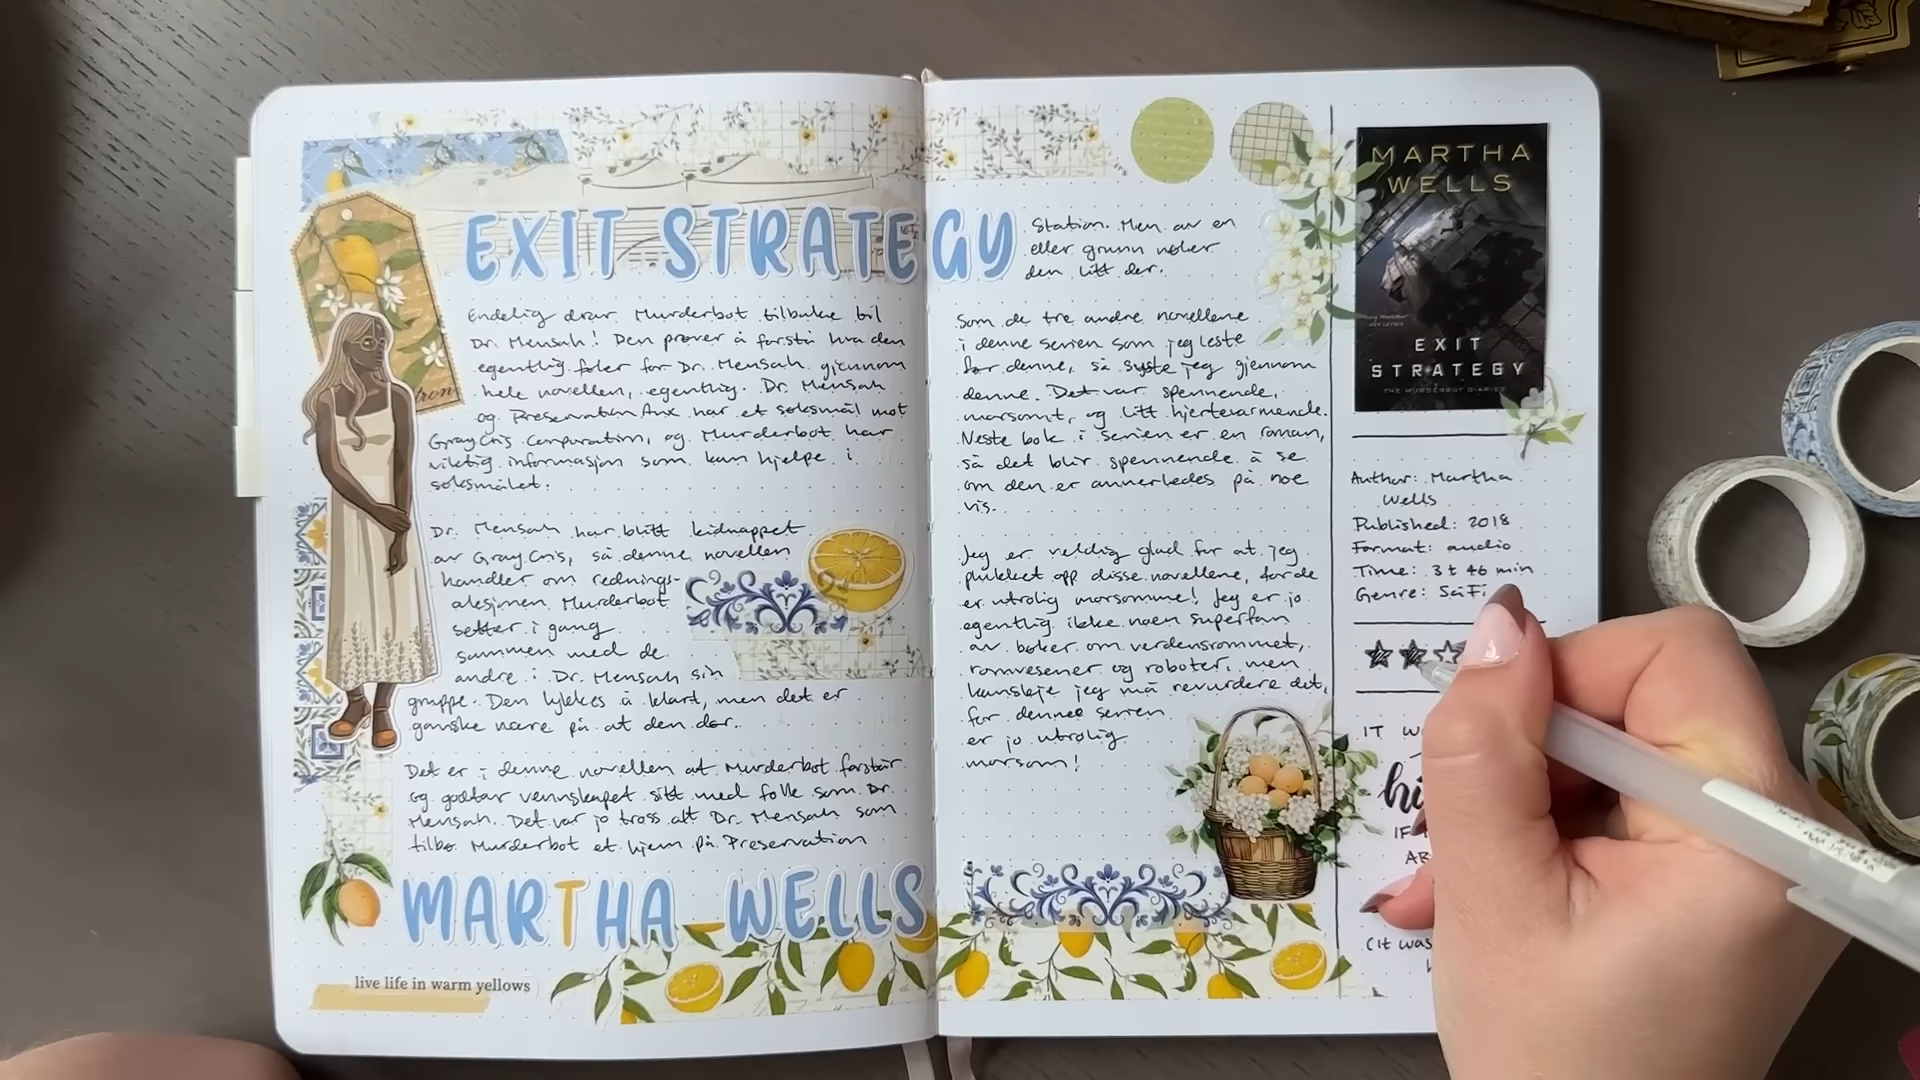 EXIT STRATEGY
Endelig drar Murderbot tilbake til
Dr. Mensah! Den prøver å forstå hva den
egentlig føler for Dr. Mensah gjennom
hele novellen, egentlig. Dr. Mensah
og Preservation Aux har et søksmål mot
GrayCris Corporation, og Murderbot har
viktig informasjon som kan hjelpe i
søksmålet.
Dr. Mensah har blitt kidnappet
av GrayCris, så denne novellen
handler om rednings-
aksjonen Murderbot
setter i gang
sammen med de
andre i Dr. Mensah sin
gruppe. Den lykkes å klart, men det er
ganske nære på at den dør.
Det er i denne novellen at Murderbot forstår
og godtar vennskapet sitt med folk som Dr.
Mensah. Det var jo tross alt Dr. Mensah som
tilbø Murderbot et hjem på Preservation
MARTHA WELLS
live life in warm yellows
Station. Men av en
eller grunn nøler
den litt der.
Som de tre andre novellene
i denne serien som jeg leste
før denne, så syste jeg gjennom
denne. Det var spennende,
morsomt, og litt hjertevarmende.
Neste bok i serien er en roman,
så det blir spennende å se
om den er annerledes på noe
vis.
Jeg er veldig glad for at jeg
plukket opp disse novellene, for de
er utrolig morsomme! Jeg er jo
egentlig ikke noen superfan
av bøker om verdensrommet,
romvesener og roboter, men
kanskje jeg må revurdere det,
for denne serien
er jo utrolig
morsom!
MARTHA
WELLS
EXIT
STRATEGY
THE MURDERBOT DIARIES
Author: Martha
Wells
Published: 2018
Format: audio
Time: 3 t 46 min
Genre: SciFi
IT
(It was